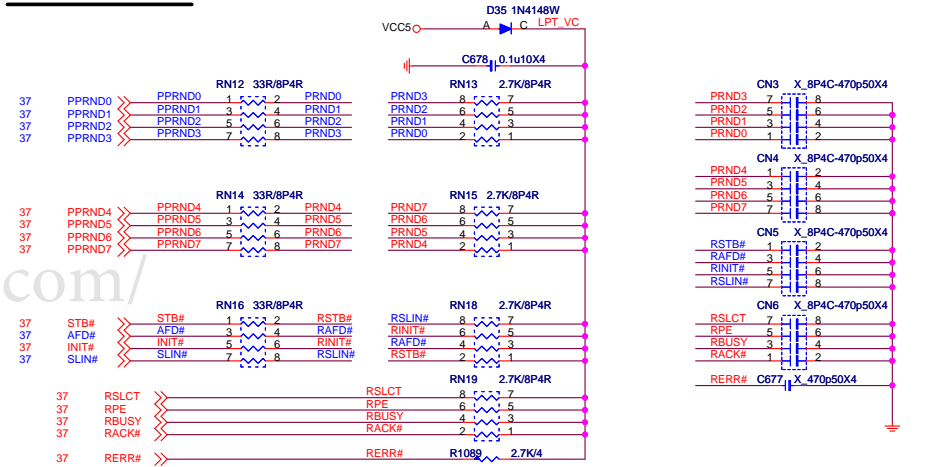 D35 1N4148W
VCC5 A C LPT_VC
C678 0.1u10X4
RN12 33R/8P4R RN13 2.7K/8P4R CN3 X_8P4C-470p50X4
37 PPRND0 PPRND0 1 2 PRND0 PRND3 8 7 PRND3 7 8
37 PPRND1 PPRND1 3 4 PRND1 PRND2 6 5 PRND2 5 6
37 PPRND2 PPRND2 5 6 PRND2 PRND1 4 3 PRND1 3 4
37 PPRND3 PPRND3 7 8 PRND3 PRND0 2 1 PRND0 1 2
CN4 X_8P4C-470p50X4
PRND4 1 2
PRND5 3 4
PRND6 5 6
PRND7 7 8
RN14 33R/8P4R RN15 2.7K/8P4R
37 PPRND4 PPRND4 1 2 PRND4 PRND7 8 7
37 PPRND5 PPRND5 3 4 PRND5 PRND6 6 5
37 PPRND6 PPRND6 5 6 PRND6 PRND5 4 3
37 PPRND7 PPRND7 7 8 PRND7 PRND4 2 1
CN5 X_8P4C-470p50X4
RSTB# 1 2
RAFD# 3 4
RINIT# 5 6
RSLIN# 7 8
com/
RN16 33R/8P4R RN18 2.7K/8P4R CN6 X_8P4C-470p50X4
37 STB# STB# 1 2 RSTB# RSLIN# 8 7 RSLCT 7 8
37 AFD# AFD# 3 4 RAFD# RINIT# 6 5 RPE 5 6
37 INIT# INIT# 5 6 RINIT# RAFD# 4 3 RBUSY 3 4
37 SLIN# SLIN# 7 8 RSLIN# RSTB# 2 1 RACK# 1 2
RN19 2.7K/8P4R RERR# C677 X_470p50X4
37 RSLCT RSLCT 8 7
37 RPE RPE 6 5
37 RBUSY RBUSY 4 3
37 RACK# RACK# 2 1
37 RERR# RERR# R1089 2.7K/4